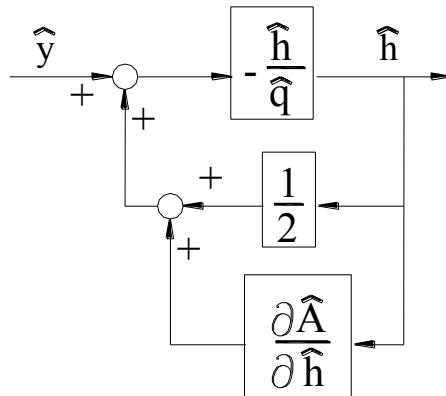 ŷ ĥ
+ + - ĥ/q̂
+ + 1/2
∂Â/∂ĥ